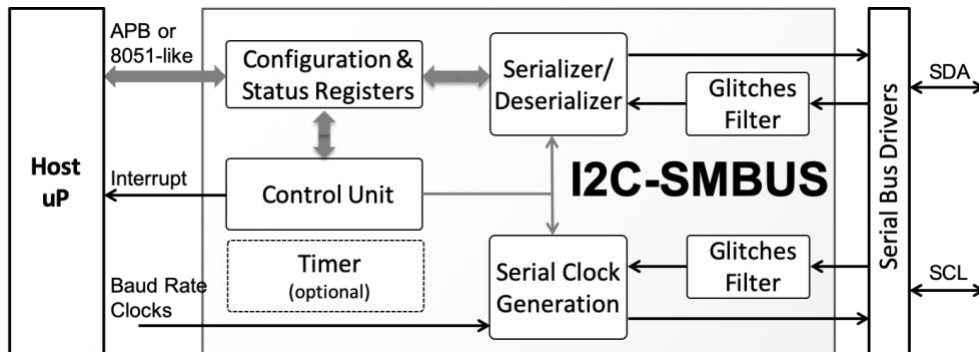 APB or
8051-like
Configuration &
Status Registers
Serializer/
Deserializer
Glitches
Filter
SDA
Host
uP
Interrupt
Control Unit
I2C-SMBUS
Serial Bus Drivers
Timer
(optional)
Serial Clock
Generation
Glitches
Filter
SCL
Baud Rate
Clocks